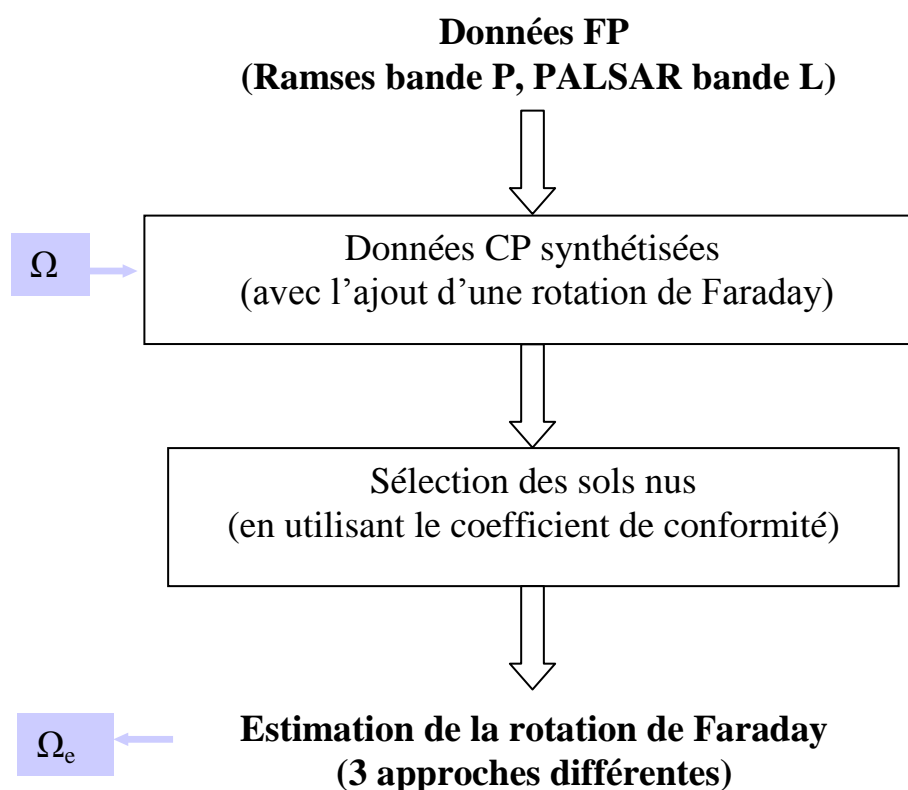 Données FP
(Ramses bande P, PALSAR bande L)
Ω
Données CP synthétisées
(avec l’ajout d’une rotation de Faraday)
Sélection des sols nus
(en utilisant le coefficient de conformité)
Ωe
Estimation de la rotation de Faraday
(3 approches différentes)